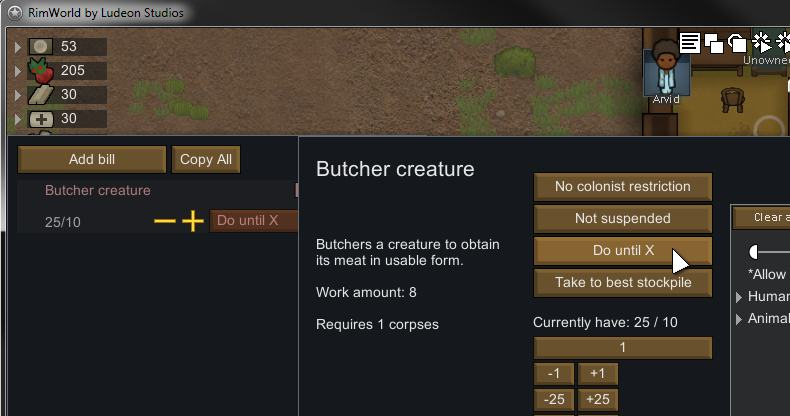 RimWorld by Ludeon Studios
53
205
30
30
Unowned
Arvid
Add bill
Copy All
Butcher creature
25/10
Do until X
Butcher creature
Butchers a creature to obtain
its meat in usable form.
Work amount: 8
Requires 1 corpses
No colonist restriction
Not suspended
Do until X
Take to best stockpile
Currently have: 25 / 10
1
-1
+1
-25
+25
Clear a
*Allow
Human
Animal